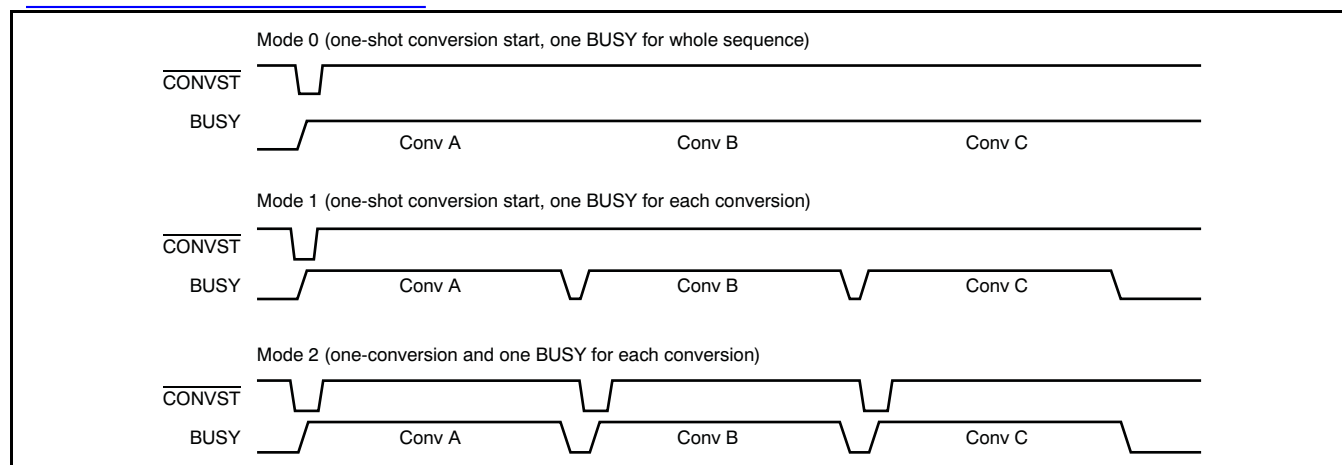 Mode 0 (one-shot conversion start, one BUSY for whole sequence)
CONVST
BUSY
Conv A Conv B Conv C
Mode 1 (one-shot conversion start, one BUSY for each conversion)
CONVST
BUSY
Conv A Conv B Conv C
Mode 2 (one-conversion and one BUSY for each conversion)
CONVST
BUSY
Conv A Conv B Conv C